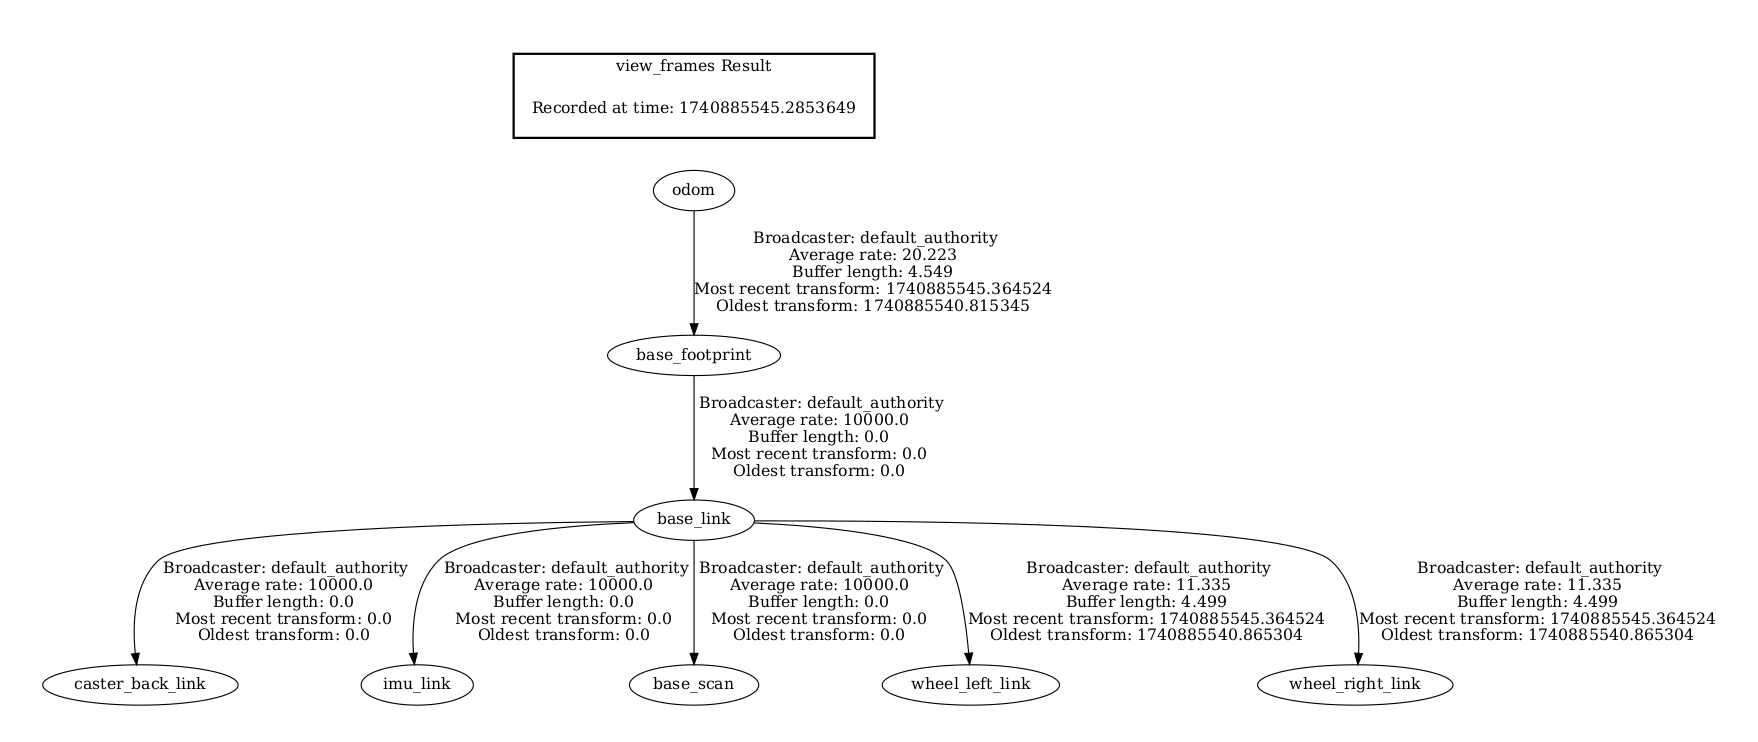 view_frames Result
Recorded at time: 1740885545.2853649
odom
Broadcaster: default_authority
Average rate: 20.223
Buffer length: 4.549
Most recent transform: 1740885545.364524
Oldest transform: 1740885540.815345
base_footprint
Broadcaster: default_authority
Average rate: 10000.0
Buffer length: 0.0
Most recent transform: 0.0
Oldest transform: 0.0
base_link
Broadcaster: default_authority
Average rate: 10000.0
Buffer length: 0.0
Most recent transform: 0.0
Oldest transform: 0.0
Broadcaster: default_authority
Average rate: 10000.0
Buffer length: 0.0
Most recent transform: 0.0
Oldest transform: 0.0
Broadcaster: default_authority
Average rate: 10000.0
Buffer length: 0.0
Most recent transform: 0.0
Oldest transform: 0.0
Broadcaster: default_authority
Average rate: 11.335
Buffer length: 4.499
Most recent transform: 1740885545.364524
Oldest transform: 1740885540.865304
Broadcaster: default_authority
Average rate: 11.335
Buffer length: 4.499
Most recent transform: 1740885545.364524
Oldest transform: 1740885540.865304
caster_back_link
imu_link
base_scan
wheel_left_link
wheel_right_link